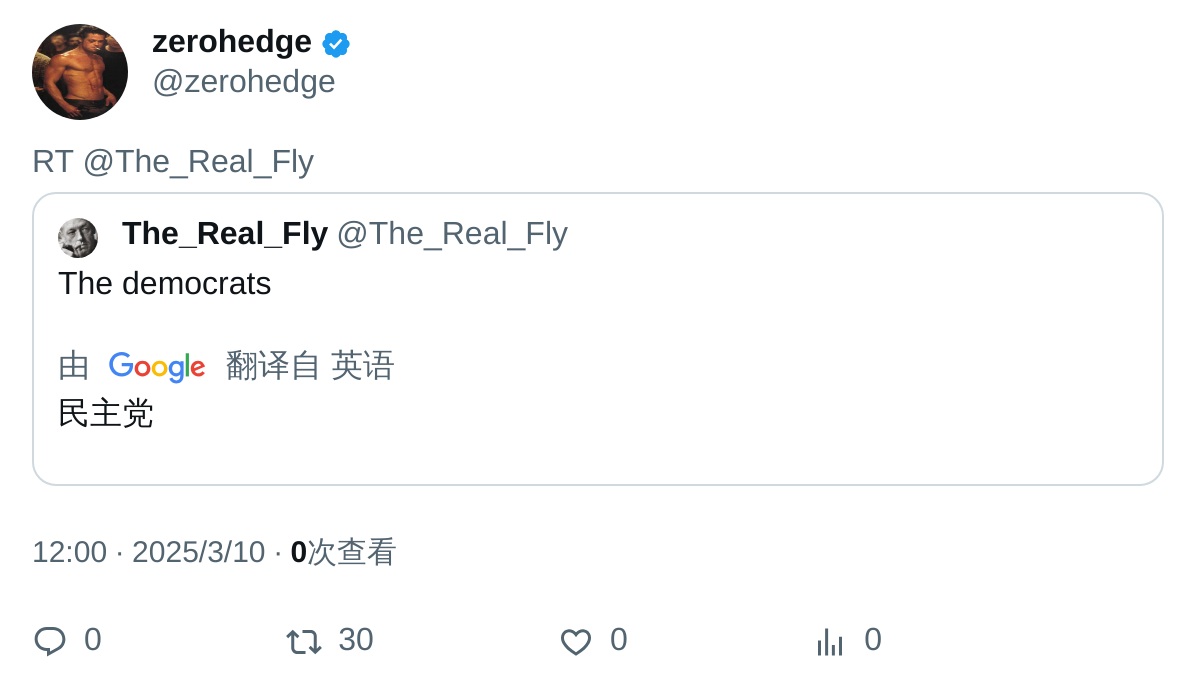 zerohedge
@zerohedge
RT @The_Real_Fly
The_Real_Fly @The_Real_Fly
The democrats
由 Google 翻译自 英语
民主党
12:00 · 2025/3/10 · 0次查看
0 30 0 0